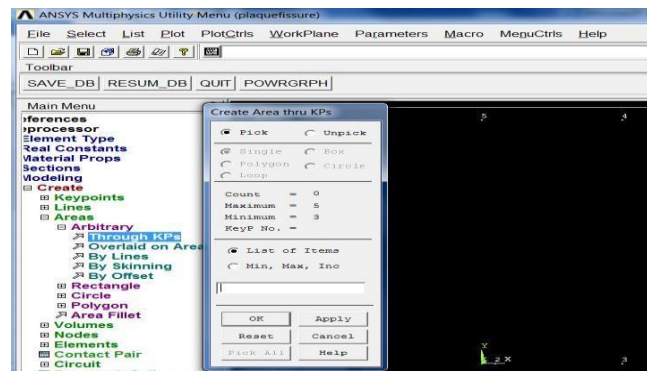 ANSYS Multiphysics Utility Menu (plaquefissure)
File Select List Plot PlotCtrls WorkPlane Parameters Macro MenuCtrls Help
Toolbar
SAVE_DB RESUM_DB QUIT POWRGRPH
Main Menu
ferences
processor
Element Type
Real Constants
Material Props
Sections
Modeling
Create
Keypoints
Lines
Areas
Arbitrary
Through KPs
Overlaid on Area
By Lines
By Skinning
By Offset
Rectangle
Circle
Polygon
Area Fillet
Volumes
Nodes
Elements
Contact Pair
Circuit
Create Area thru KPs
Pick Unpick
Single Box
Polygon Circle
Loop
Count = 0
Maximum = 5
Minimum = 3
KeyP No. =
List of Items
Min, Max, Inc
OK Apply
Reset Cancel
Pick All Help
5 4
Y
2 X 3